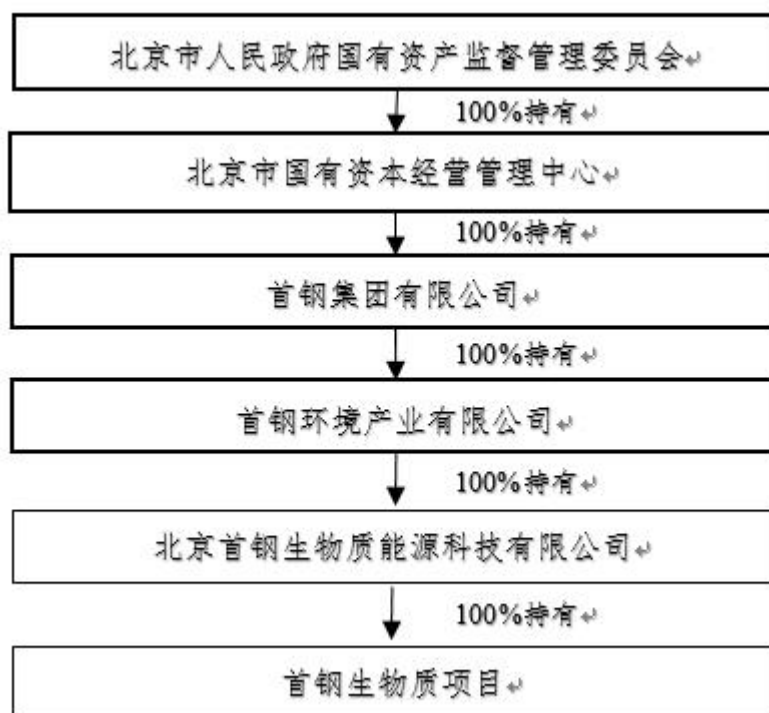 北京市人民政府国有资产监督管理委员会↵
100%持有↵
北京市国有资本经营管理中心↵
100%持有↵
首钢集团有限公司↵
100%持有↵
首钢环境产业有限公司↵
100%持有↵
北京首钢生物质能源科技有限公司↵
100%持有↵
首钢生物质项目↵